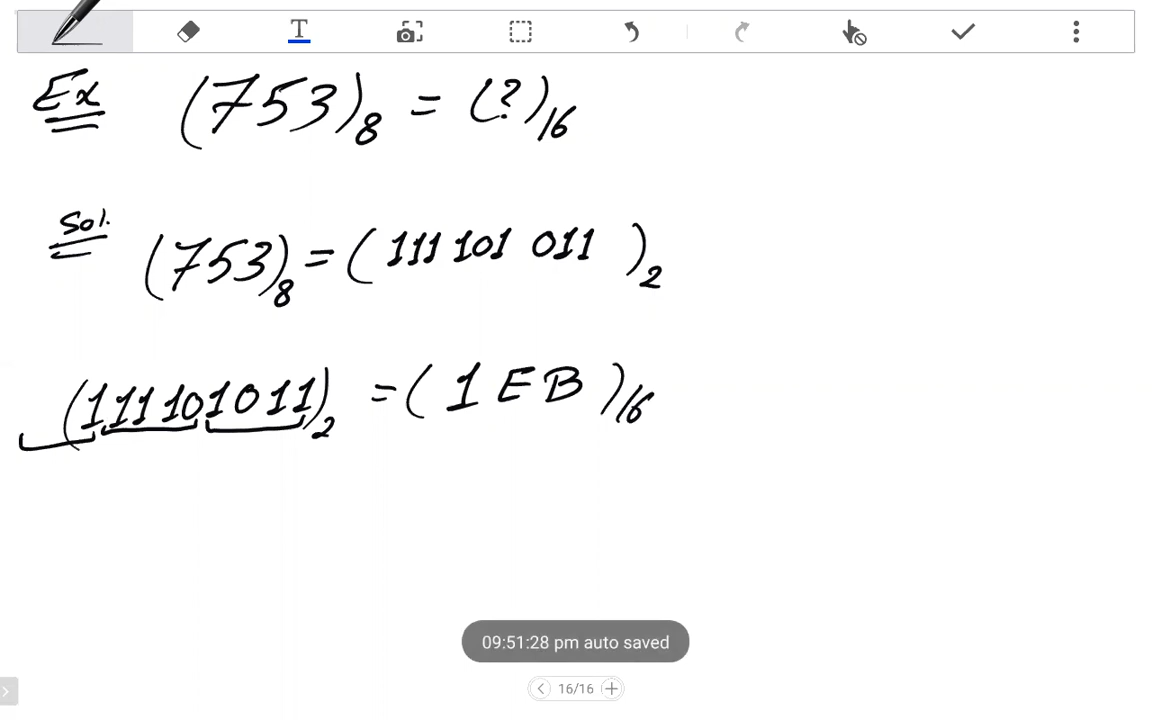 T
Ex (753)₈ = (?)₁₆
Sol. (753)₈ = (111 101 011)₂
(111101011)₂ = (1 E B)₁₆
09:51:28 pm auto saved
16/16